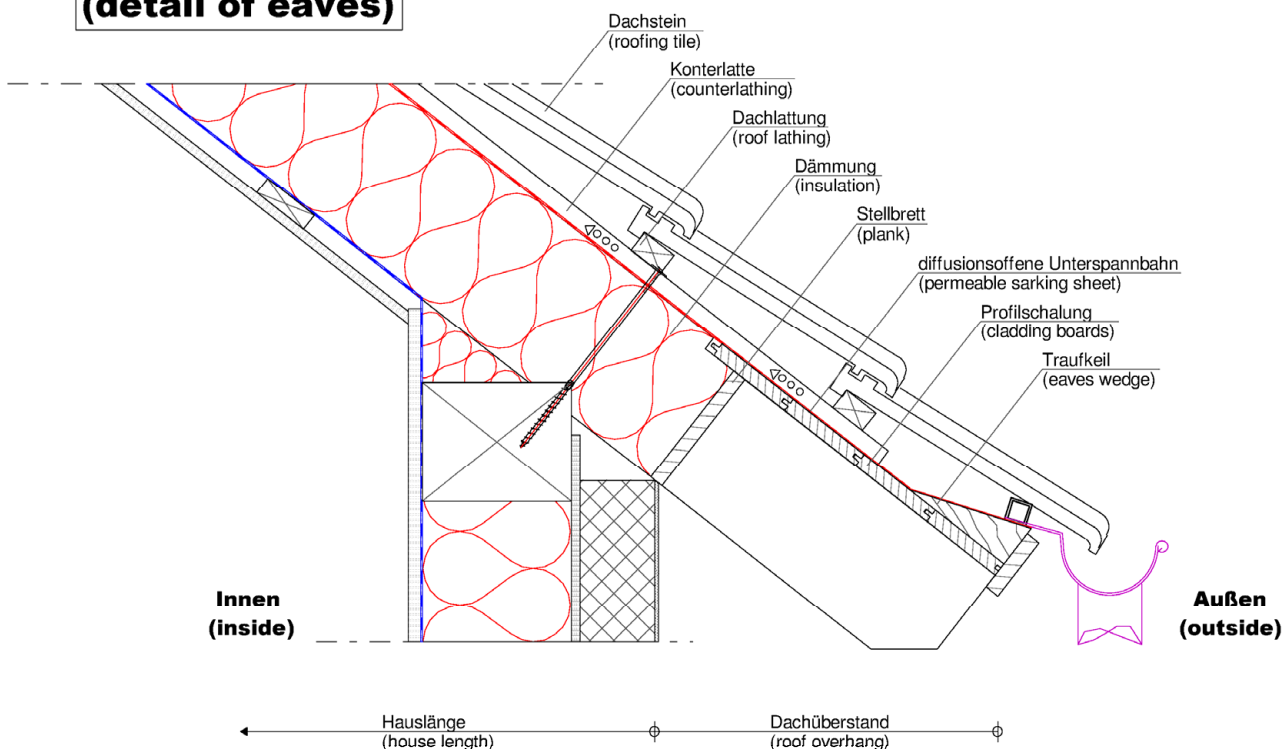 (detail of eaves)
Dachstein
(roofing tile)
Konterlatte
(counterlathing)
Dachlattung
(roof lathing)
Dämmung
(insulation)
Stellbrett
(plank)
diffusionsoffene Unterspannbahn
(permeable sarking sheet)
Profilschalung
(cladding boards)
Traufkeil
(eaves wedge)
Innen
(inside)
Außen
(outside)
Hauslänge
(house length)
Dachüberstand
(roof overhang)